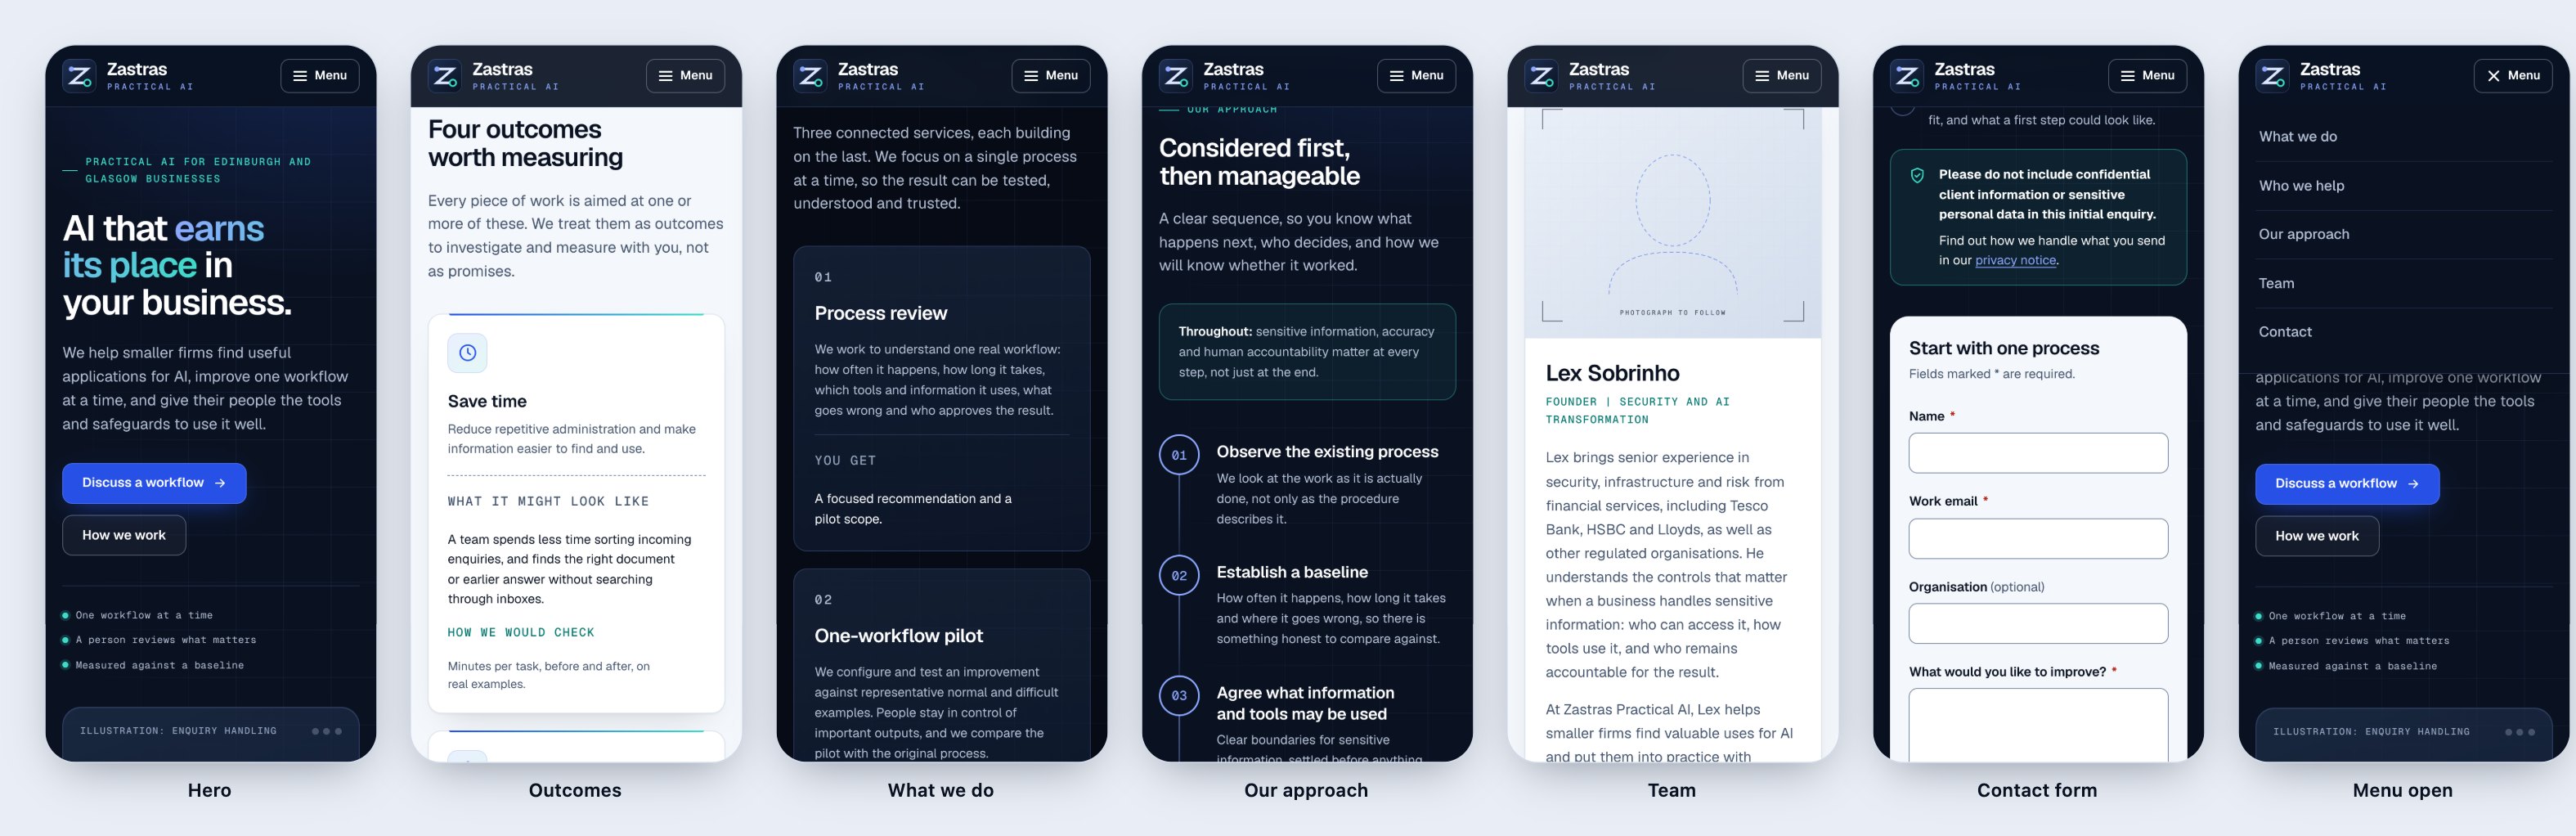 Zastras
PRACTICAL AI
Menu
PRACTICAL AI FOR EDINBURGH AND
GLASGOW BUSINESSES
AI that earns
its place in
your business.
We help smaller firms find useful
applications for AI, improve one workflow
at a time, and give their people the tools
and safeguards to use it well.
Discuss a workflow →
How we work
One workflow at a time
A person reviews what matters
Measured against a baseline
ILLUSTRATION: ENQUIRY HANDLING
Hero
Zastras
PRACTICAL AI
Menu
Four outcomes
worth measuring
Every piece of work is aimed at one or
more of these. We treat them as outcomes
to investigate and measure with you, not
as promises.
Save time
Reduce repetitive administration and make
information easier to find and use.
WHAT IT MIGHT LOOK LIKE
A team spends less time sorting incoming
enquiries, and finds the right document
or earlier answer without searching
through inboxes.
HOW WE WOULD CHECK
Minutes per task, before and after, on
real examples.
Outcomes
Zastras
PRACTICAL AI
Menu
Three connected services, each building
on the last. We focus on a single process
at a time, so the result can be tested,
understood and trusted.
01
Process review
We work to understand one real workflow:
how often it happens, how long it takes,
which tools and information it uses, what
goes wrong and who approves the result.
YOU GET
A focused recommendation and a
pilot scope.
02
One-workflow pilot
We configure and test an improvement
against representative normal and difficult
examples. People stay in control of
important outputs, and we compare the
pilot with the original process.
What we do
Zastras
PRACTICAL AI
Menu
OUR APPROACH
Considered first,
then manageable
A clear sequence, so you know what
happens next, who decides, and how we
will know whether it worked.
Throughout: sensitive information, accuracy
and human accountability matter at every
step, not just at the end.
01
Observe the existing process
We look at the work as it is actually
done, not only as the procedure
describes it.
02
Establish a baseline
How often it happens, how long it takes
and where it goes wrong, so there is
something honest to compare against.
03
Agree what information
and tools may be used
Clear boundaries for sensitive
information, settled before anything
Our approach
Zastras
PRACTICAL AI
Menu
PHOTOGRAPH TO FOLLOW
Lex Sobrinho
FOUNDER | SECURITY AND AI
TRANSFORMATION
Lex brings senior experience in
security, infrastructure and risk from
financial services, including Tesco
Bank, HSBC and Lloyds, as well as
other regulated organisations. He
understands the controls that matter
when a business handles sensitive
information: who can access it, how
tools use it, and who remains
accountable for the result.
At Zastras Practical AI, Lex helps
smaller firms find valuable uses for AI
and put them into practice with
Team
Zastras
PRACTICAL AI
Menu
fit, and what a first step could look like.
Please do not include confidential
client information or sensitive
personal data in this initial enquiry.
Find out how we handle what you send
in our privacy notice.
Start with one process
Fields marked * are required.
Name *
Work email *
Organisation (optional)
What would you like to improve? *
Contact form
Zastras
PRACTICAL AI
Menu
What we do
Who we help
Our approach
Team
Contact
applications for AI, improve one workflow
at a time, and give their people the tools
and safeguards to use it well.
Discuss a workflow →
How we work
One workflow at a time
A person reviews what matters
Measured against a baseline
ILLUSTRATION: ENQUIRY HANDLING
Menu open